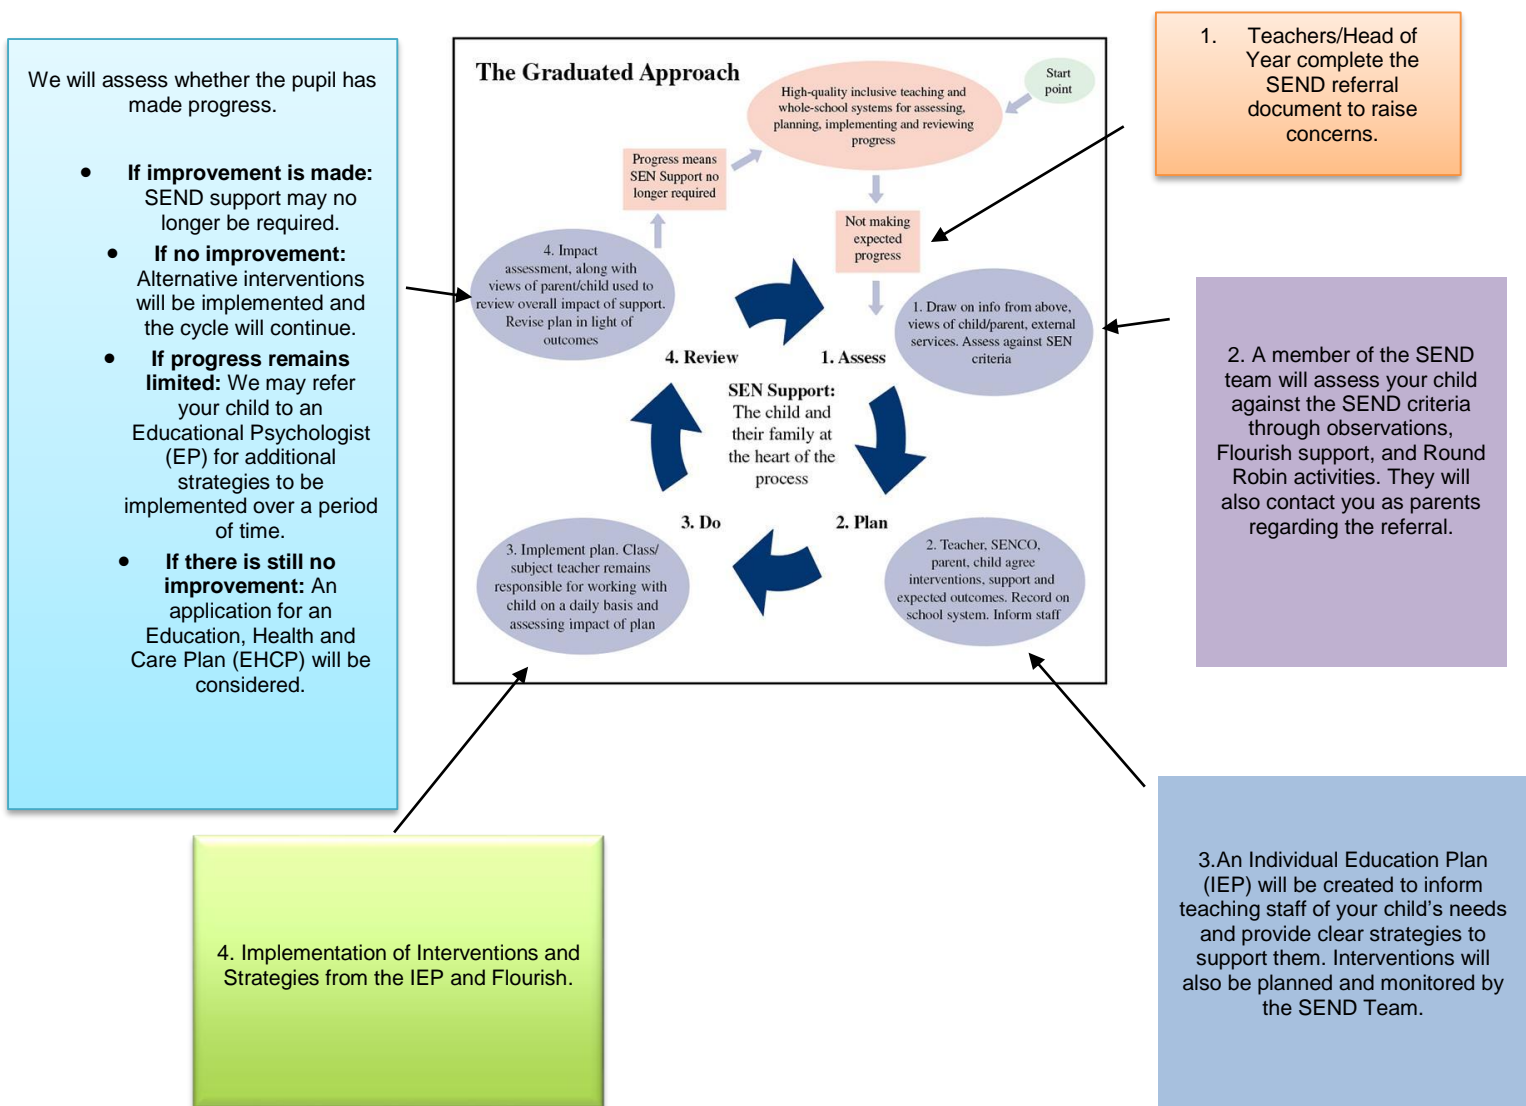 We will assess whether the pupil has
made progress.
● If improvement is made:
SEND support may no
longer be required.
● If no improvement:
Alternative interventions
will be implemented and
the cycle will continue.
● If progress remains
limited: We may refer
your child to an
Educational Psychologist
(EP) for additional
strategies to be
implemented over a period
of time.
● If there is still no
improvement: An
application for an
Education, Health and
Care Plan (EHCP) will be
considered.
The Graduated Approach
Start
point
High-quality inclusive teaching and
whole-school systems for assessing,
planning, implementing and reviewing
progress
Progress means
SEN Support no
longer required
Not making
expected
progress
4. Impact
assessment, along with
views of parent/child used to
review overall impact of support.
Revise plan in light of
outcomes
1. Draw on info from above,
views of child/parent, external
services. Assess against SEN
criteria
4. Review
1. Assess
SEN Support:
The child and
their family at
the heart of the
process
3. Do
2. Plan
3. Implement plan. Class/
subject teacher remains
responsible for working with
child on a daily basis and
assessing impact of plan
2. Teacher, SENCO,
parent, child agree
interventions, support and
expected outcomes. Record on
school system. Inform staff
1. Teachers/Head of
Year complete the
SEND referral
document to raise
concerns.
2. A member of the SEND
team will assess your child
against the SEND criteria
through observations,
Flourish support, and Round
Robin activities. They will
also contact you as parents
regarding the referral.
3.An Individual Education Plan
(IEP) will be created to inform
teaching staff of your child’s needs
and provide clear strategies to
support them. Interventions will
also be planned and monitored by
the SEND Team.
4. Implementation of Interventions and
Strategies from the IEP and Flourish.